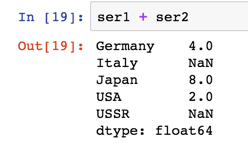 In [19]: ser1 + ser2
Out[19]: Germany 4.0
Italy NaN
Japan 8.0
USA 2.0
USSR NaN
dtype: float64